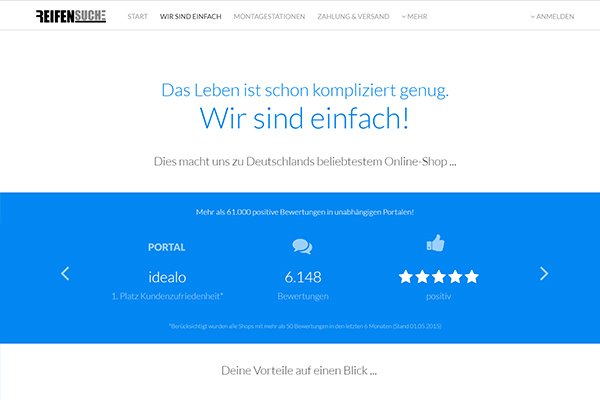 REIFENSUCHE START WIR SIND EINFACH MONTAGESTATIONEN ZAHLUNG & VERSAND MEHR ANMELDEN
Das Leben ist schon kompliziert genug.
Wir sind einfach!
Dies macht uns zu Deutschlands beliebtestem Online-Shop ...
Mehr als 61.000 positive Bewertungen in unabhängigen Portalen!
PORTAL
idealo 6.148
1. Platz Kundenzufriedenheit* Bewertungen positiv
*Berücksichtigt wurden alle Shops mit mehr als 50 Bewertungen in den letzten 6 Monaten (Stand 01.05.2015)
Deine Vorteile auf einen Blick ...